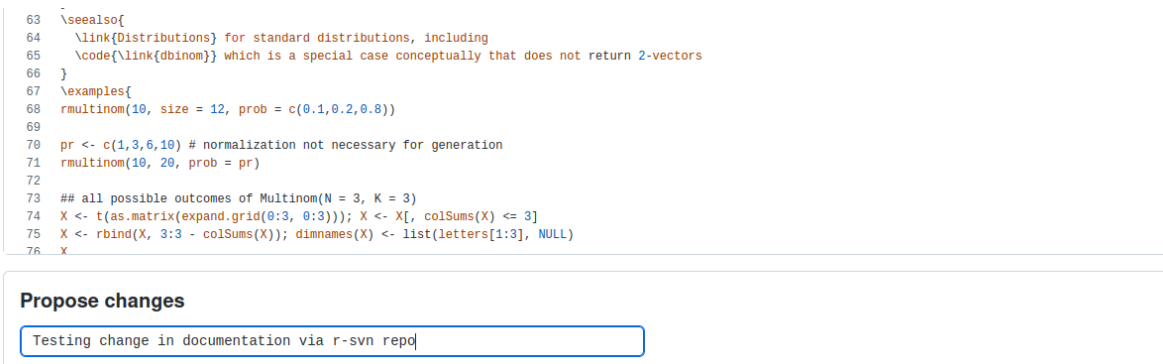 63 \seealso{
64 \link{Distributions} for standard distributions, including
65 \code{\link{dbinom}} which is a special case conceptually that does not return 2-vectors
66 }
67 \examples{
68 rmultinom(10, size = 12, prob = c(0.1,0.2,0.8))
69
70 pr <- c(1,3,6,10) # normalization not necessary for generation
71 rmultinom(10, 20, prob = pr)
72
73 ## all possible outcomes of Multinom(N = 3, K = 3)
74 X <- t(as.matrix(expand.grid(0:3, 0:3))); X <- X[, colSums(X) <= 3]
75 X <- rbind(X, 3:3 - colSums(X)); dimnames(X) <- list(letters[1:3], NULL)
76 X
Propose changes
Testing change in documentation via r-svn repo